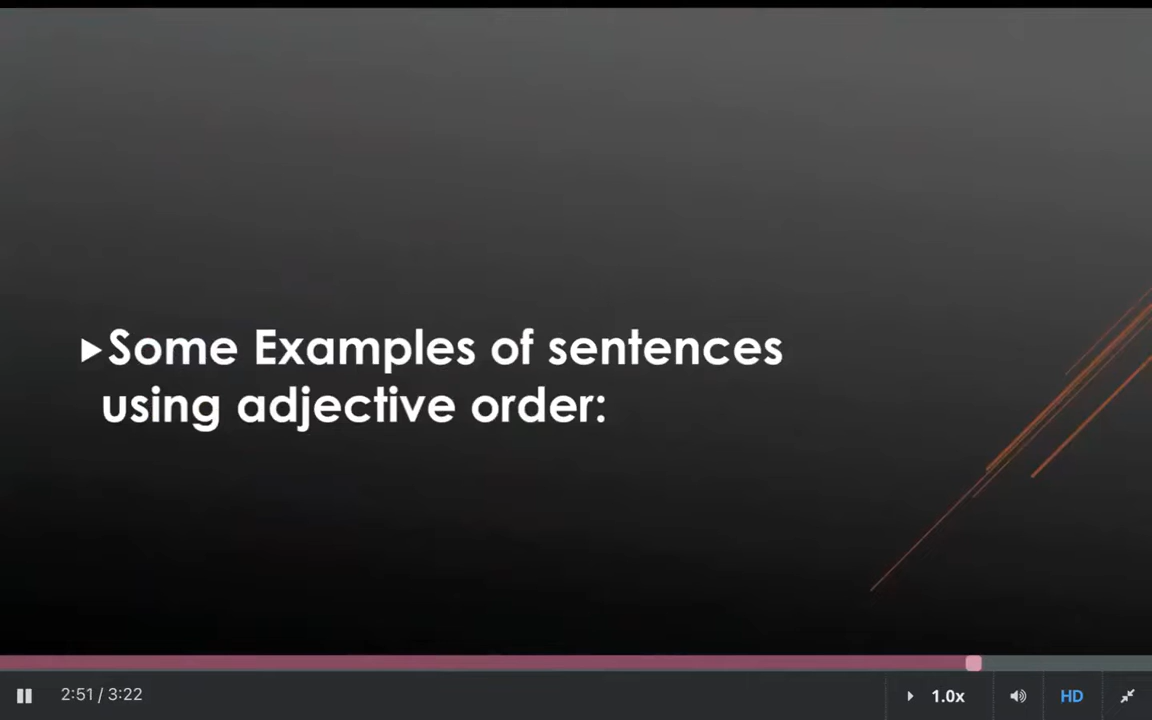 Some Examples of sentences
using adjective order:
2:51 / 3:22
1.0x
HD